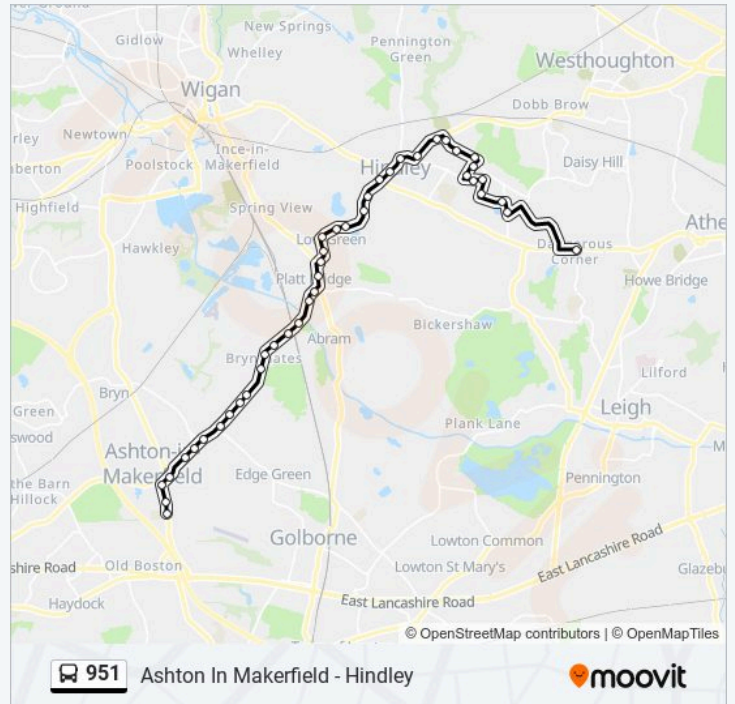 Gidlow
New Springs
Whelley
Pennington
Green
Westhoughton
Wigan
Dobb Brow
Newtown
Ince-in-
Makerfield
Poolstock
Hindley
Daisy Hill
Highfield
Spring View
Hawkley
Low Green
Athe
Dangerous
Corner
Howe Bridge
Platt Bridge
Abram
Bickershaw
Bryn Gates
Lilford
Bryn
Green
Leigh
swood
Plank Lane
Ashton-in-
Makerfield
Edge Green
Pennington
the Barn
Hillock
Golborne
Lowton Common
East Lancashire Road
shire Road
Old Boston
Lowton St Mary's
Glazebu
Haydock
East Lancashire Road
© OpenStreetMap contributors | © OpenMapTiles
951 Ashton In Makerfield - Hindley
moovit